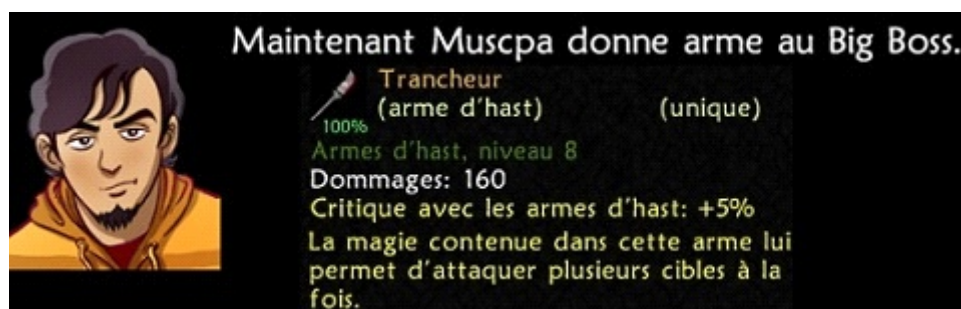 Maintenant Muscpa donne arme au Big Boss.
Trancheur
(arme d'hast) (unique)
100%
Armes d'hast, niveau 8
Dommages: 160
Critique avec les armes d'hast: +5%
La magie contenue dans cette arme lui
permet d'attaquer plusieurs cibles à la
fois.